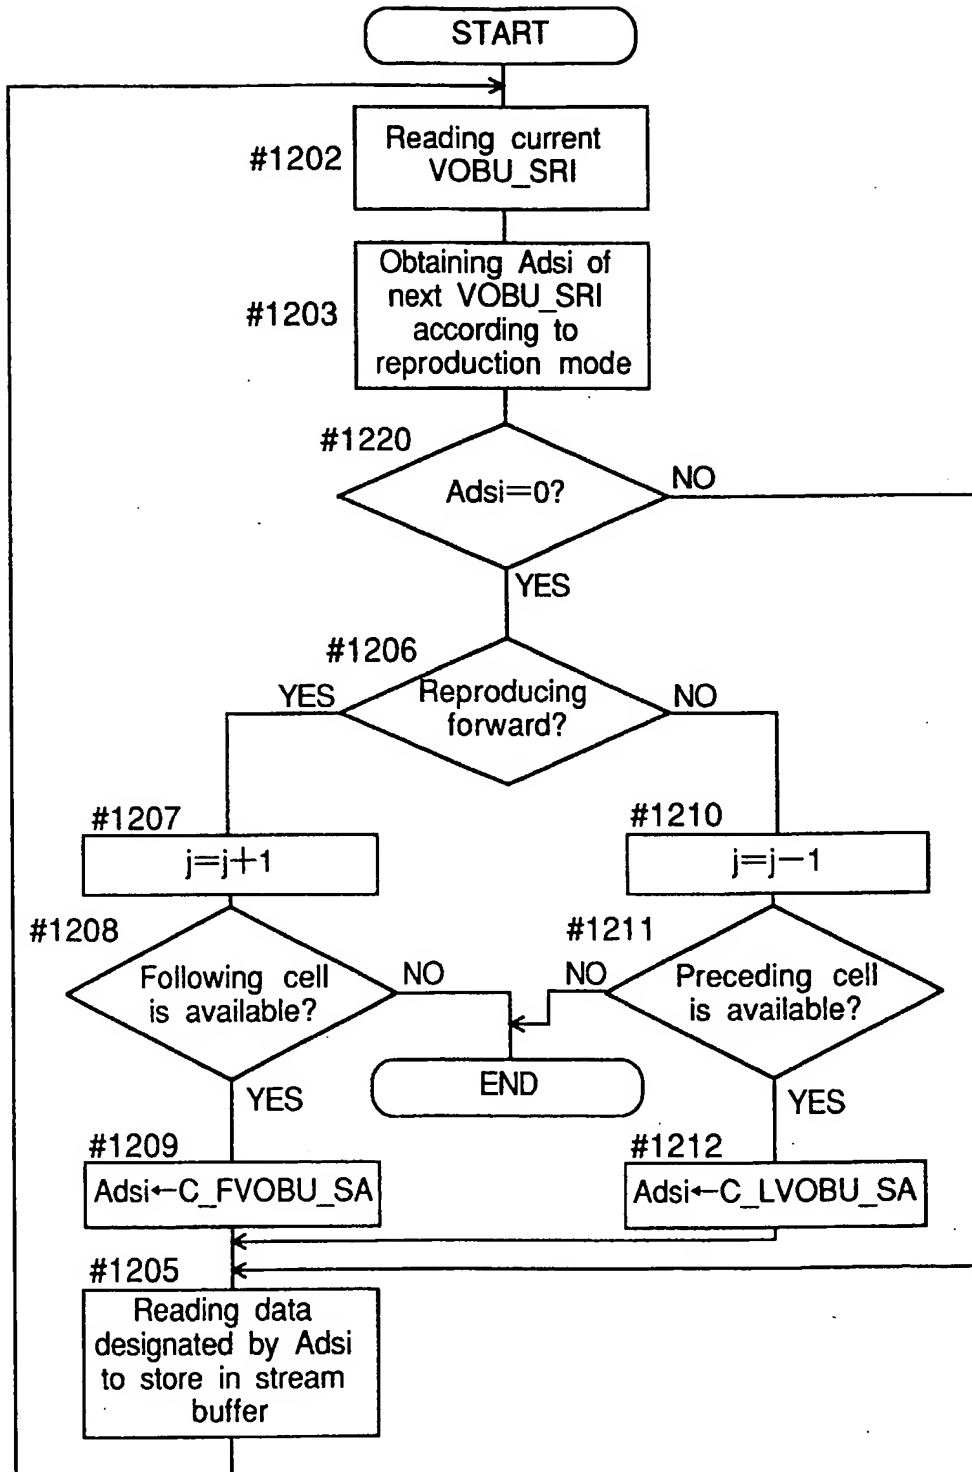 START
#1202
Reading current
VOBU_SRI
#1203
Obtaining Adsi of
next VOBU_SRI
according to
reproduction mode
#1220
Adsi=0?
NO
YES
#1206
Reproducing
forward?
YES
NO
#1207
j=j+1
#1210
j=j−1
#1208
Following cell
is available?
NO
#1211
Preceding cell
is available?
NO
END
YES
YES
#1209
Adsi←C_FVOBU_SA
#1212
Adsi←C_LVOBU_SA
#1205
Reading data
designated by Adsi
to store in stream
buffer